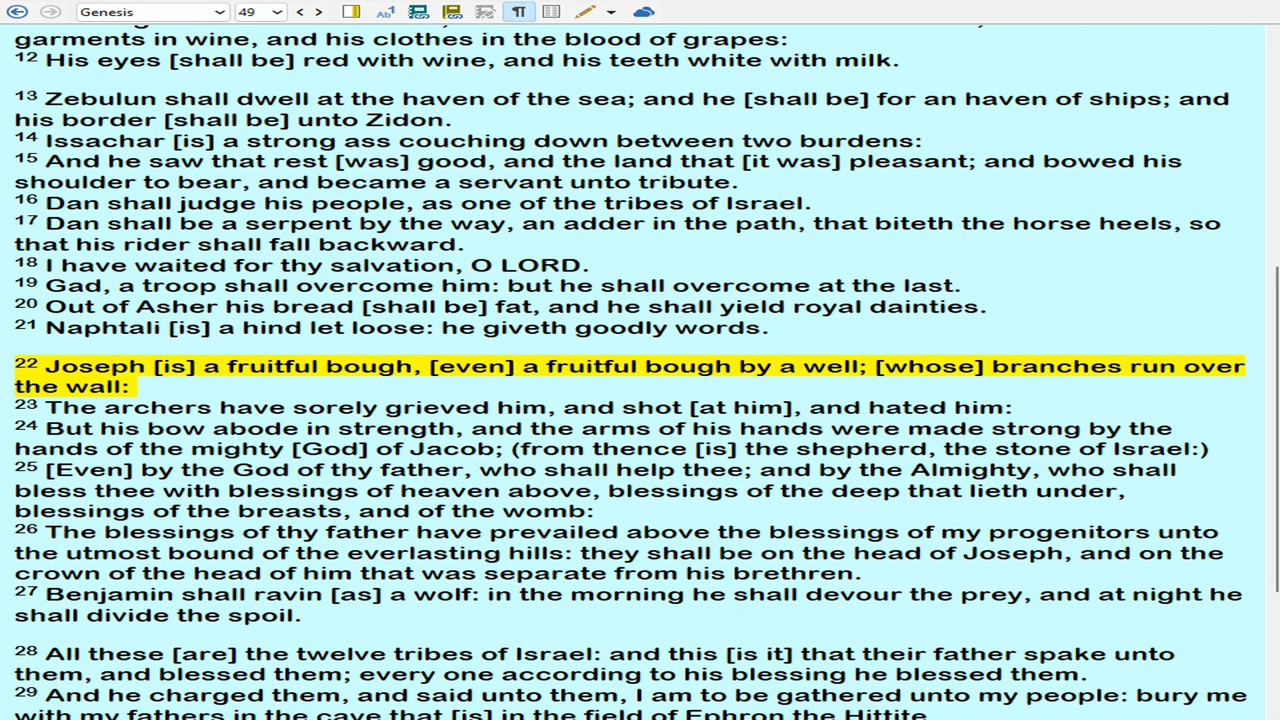 Genesis 49 < > Ab¹ ¶
garments in wine, and his clothes in the blood of grapes:
12 His eyes [shall be] red with wine, and his teeth white with milk.
13 Zebulun shall dwell at the haven of the sea; and he [shall be] for an haven of ships; and
his border [shall be] unto Zidon.
14 Issachar [is] a strong ass couching down between two burdens:
15 And he saw that rest [was] good, and the land that [it was] pleasant; and bowed his
shoulder to bear, and became a servant unto tribute.
16 Dan shall judge his people, as one of the tribes of Israel.
17 Dan shall be a serpent by the way, an adder in the path, that biteth the horse heels, so
that his rider shall fall backward.
18 I have waited for thy salvation, O LORD.
19 Gad, a troop shall overcome him: but he shall overcome at the last.
20 Out of Asher his bread [shall be] fat, and he shall yield royal dainties.
21 Naphtali [is] a hind let loose: he giveth goodly words.
22 Joseph [is] a fruitful bough, [even] a fruitful bough by a well; [whose] branches run over
the wall:
23 The archers have sorely grieved him, and shot [at him], and hated him:
24 But his bow abode in strength, and the arms of his hands were made strong by the
hands of the mighty [God] of Jacob; (from thence [is] the shepherd, the stone of Israel:)
25 [Even] by the God of thy father, who shall help thee; and by the Almighty, who shall
bless thee with blessings of heaven above, blessings of the deep that lieth under,
blessings of the breasts, and of the womb:
26 The blessings of thy father have prevailed above the blessings of my progenitors unto
the utmost bound of the everlasting hills: they shall be on the head of Joseph, and on the
crown of the head of him that was separate from his brethren.
27 Benjamin shall ravin [as] a wolf: in the morning he shall devour the prey, and at night he
shall divide the spoil.
28 All these [are] the twelve tribes of Israel: and this [is it] that their father spake unto
them, and blessed them; every one according to his blessing he blessed them.
29 And he charged them, and said unto them, I am to be gathered unto my people: bury me
with my fathers in the cave that [is] in the field of Ephron the Hittite